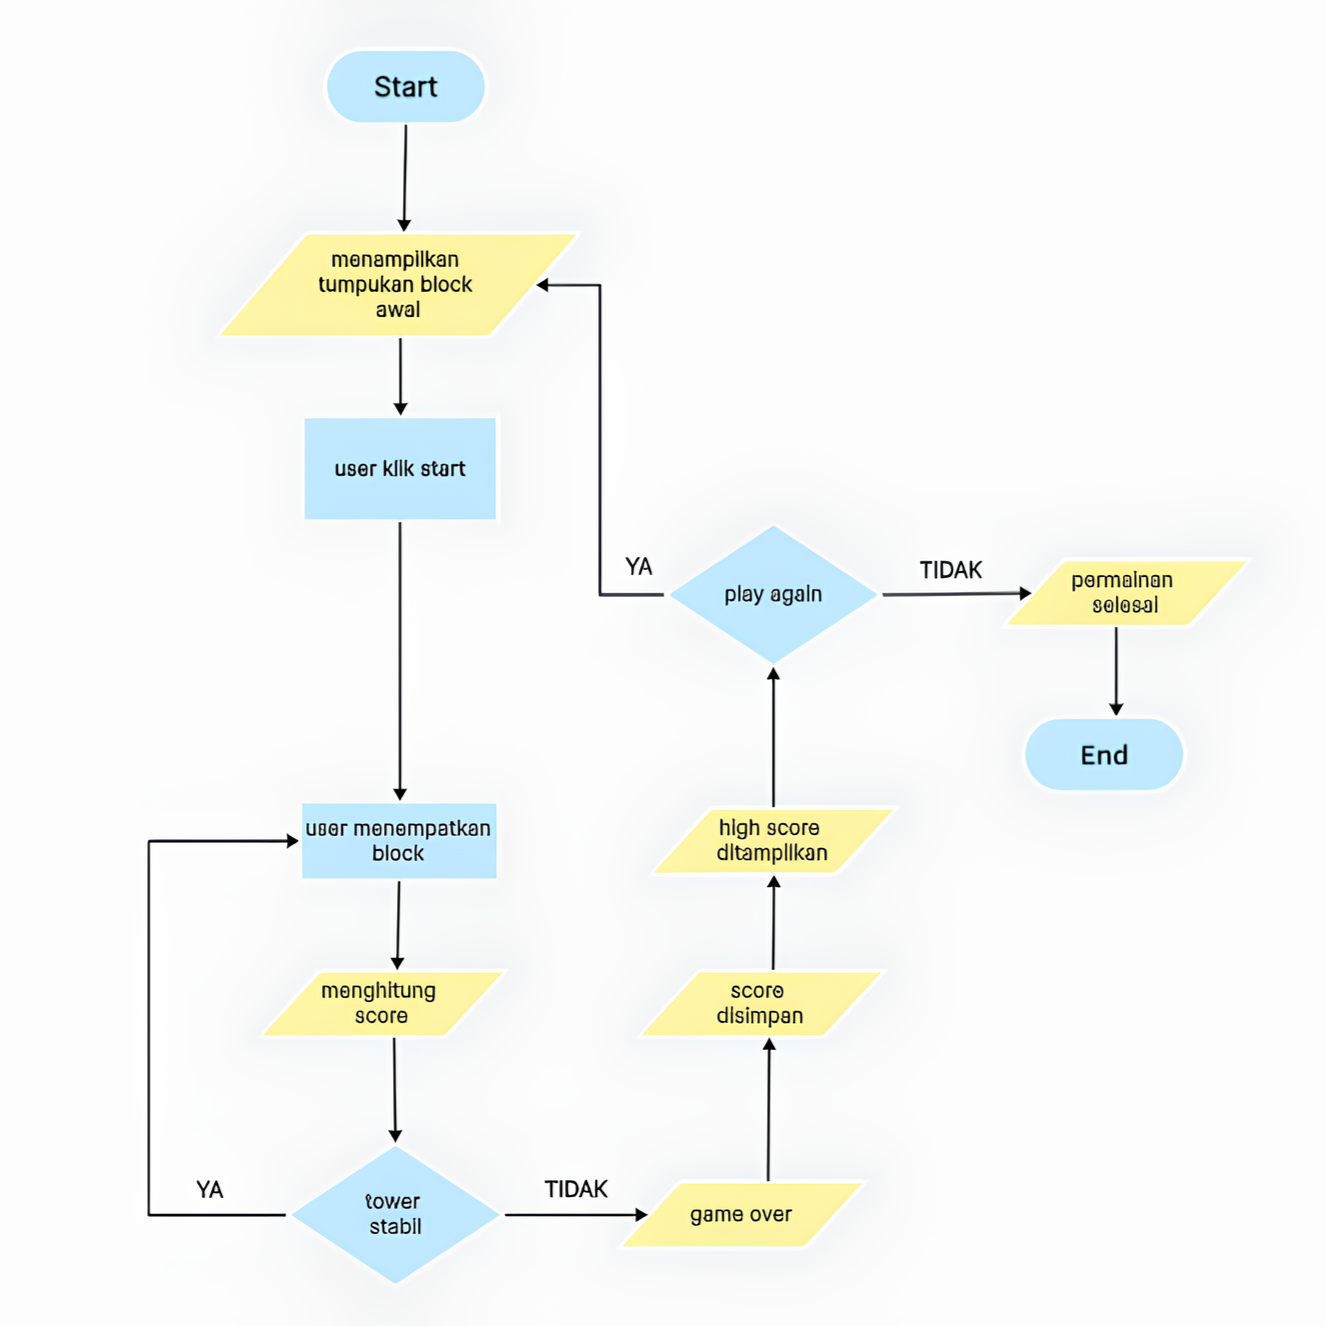 Start
menampilkan
tumpukan block
awal
user klik start
YA
play again
TIDAK
permainan
selesai
End
user menempatkan
block
high score
ditampilkan
menghitung
score
score
disimpan
YA
tower
stabil
TIDAK
game over